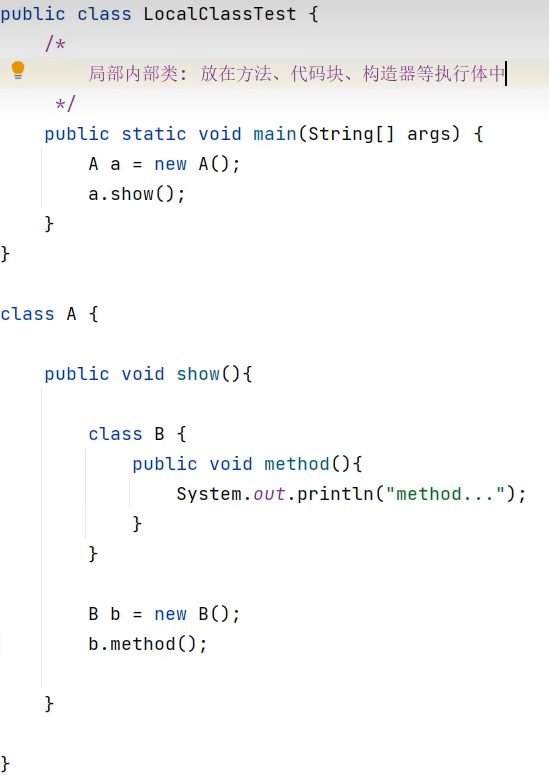 public class LocalClassTest {
    /*
        局部内部类: 放在方法、代码块、构造器等执行体中
     */
    public static void main(String[] args) {
        A a = new A();
        a.show();
    }
}
class A {
    public void show(){
        class B {
            public void method(){
                System.out.println("method...");
            }
        }
        B b = new B();
        b.method();
    }
}